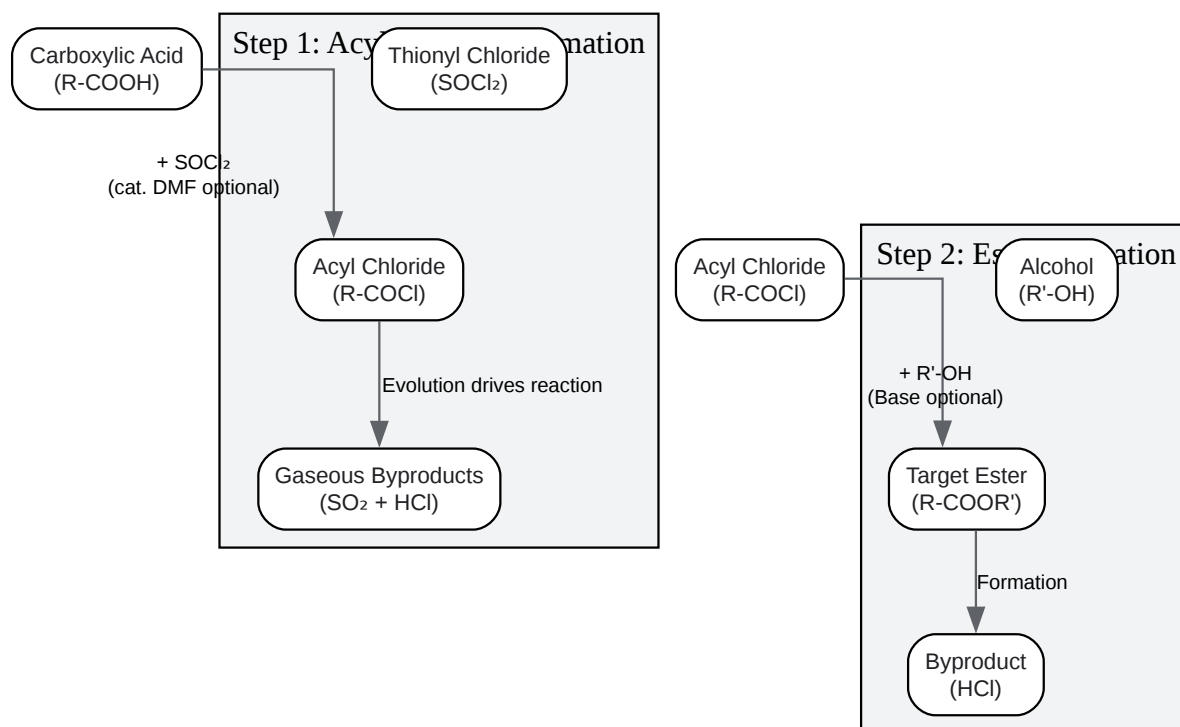 Step 1: Acy
mation
Carboxylic Acid
(R-COOH)
Thionyl Chloride
(SOCl₂)
+ SOCl₂
(cat. DMF optional)
Acyl Chloride
(R-COCl)
Evolution drives reaction
Gaseous Byproducts
(SO₂ + HCl)
Step 2: Es
ation
Acyl Chloride
(R-COCl)
Alcohol
(R'-OH)
+ R'-OH
(Base optional)
Target Ester
(R-COOR')
Formation
Byproduct
(HCl)